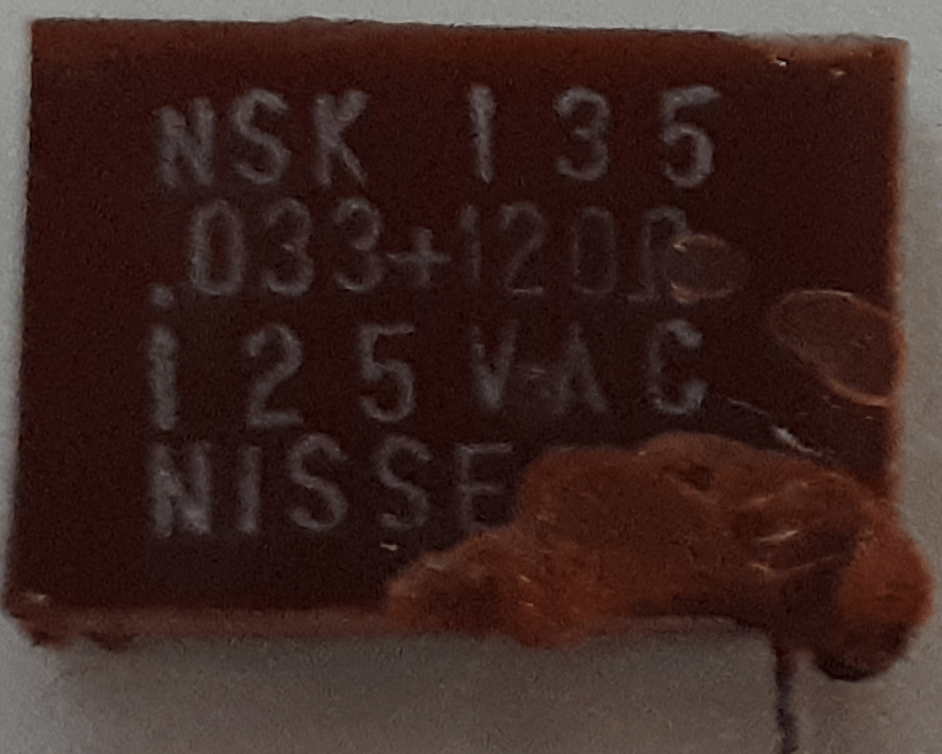 NSK 135
.033+120Ω
125VAC
NISSE